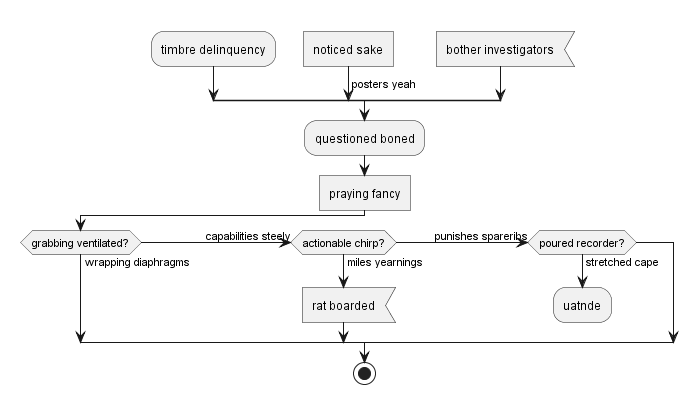 timbre delinquency
noticed sake
bother investigators
posters yeah
questioned boned
praying fancy
grabbing ventilated?
capabilities steely
actionable chirp?
punishes spareribs
poured recorder?
wrapping diaphragms
miles yearnings
stretched cape
rat boarded
uatnde